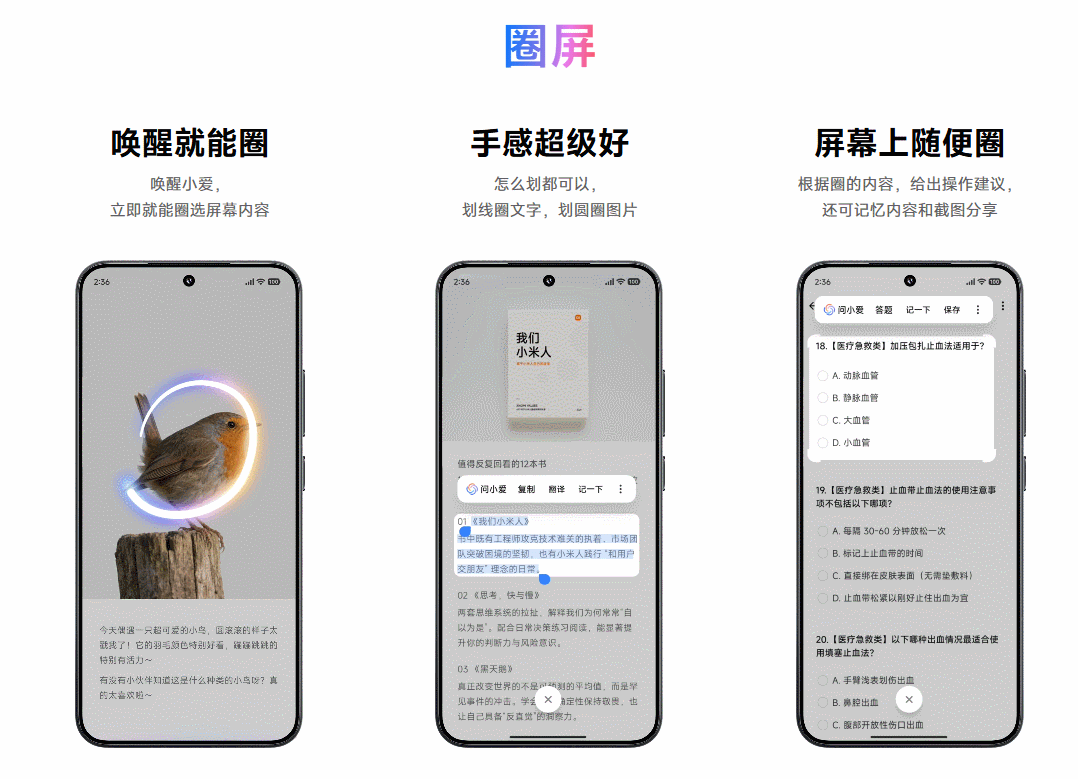 圈屏
唤醒就能圈
唤醒小爱，
立即就能圈选屏幕内容
2:36
100
今天偶遇一只超可爱的小鸟，圆滚滚的样子太
戳我了！它的羽毛颜色特别好看，蹦蹦跳跳的
特别有活力～
有没有小伙伴知道这是什么种类的小鸟呀？真
的太喜欢啦～
手感超级好
怎么划都可以，
划线圈文字，划圆圈图片
2:36
100
我们
小米人
值得反复回看的12本书
问小爱 复制 翻译 记一下
01 《我们小米人》
书中既有工程师攻克技术难关的执着、市场团
队突破困境的坚韧，也有小米人践行“和用户
交朋友”理念的日常。
02 《思考，快与慢》
两套思维系统的拉扯，解释我们为何常常“自
以为是”。配合日常决策练习阅读，能显著提
升你的判断力与风险意识。
03 《黑天鹅》
真正改变世界的不是可预测的平均值，而是罕
见事件的冲击。学会 确定性保持敬畏，也
让自己具备“反直觉”的洞察力。
屏幕上随便圈
根据圈的内容，给出操作建议，
还可记忆内容和截图分享
2:36
100
问小爱 答题 记一下 保存
18.【医疗急救类】加压包扎止血法适用于?
A. 动脉血管
B. 静脉血管
C. 大血管
D. 小血管
19.【医疗急救类】止血带止血法的使用注意事
项不包括以下哪项?
A. 每隔 30-60 分钟放松一次
B. 标记上止血带的时间
C. 直接绑在皮肤表面（无需垫敷料）
D. 止血带松紧以刚好止住出血为宜
20.【医疗急救类】以下哪种出血情况最适合使
用填塞止血法?
A. 手臂浅表划伤出血
B. 鼻腔出血
C. 腹部开放性伤口出血